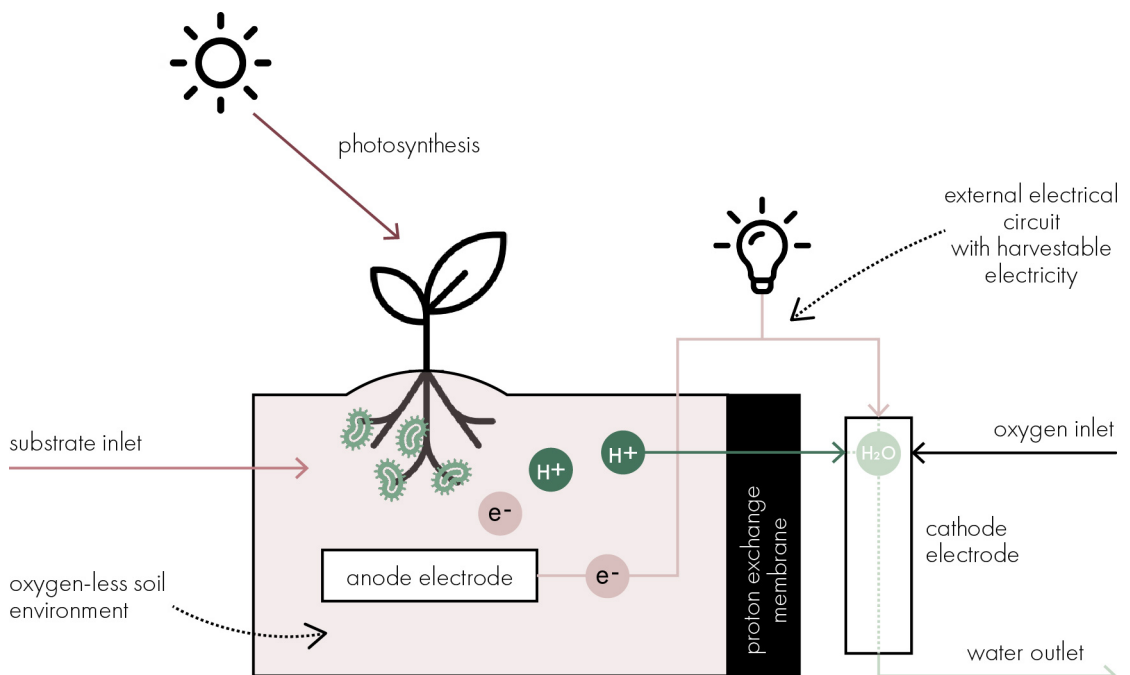 photosynthesis
external electrical
circuit
with harvestable
electricity
substrate inlet
oxygen inlet
H+
H+
H₂O
e-
e-
anode electrode
proton exchange
membrane
cathode
electrode
oxygen-less soil
environment
water outlet